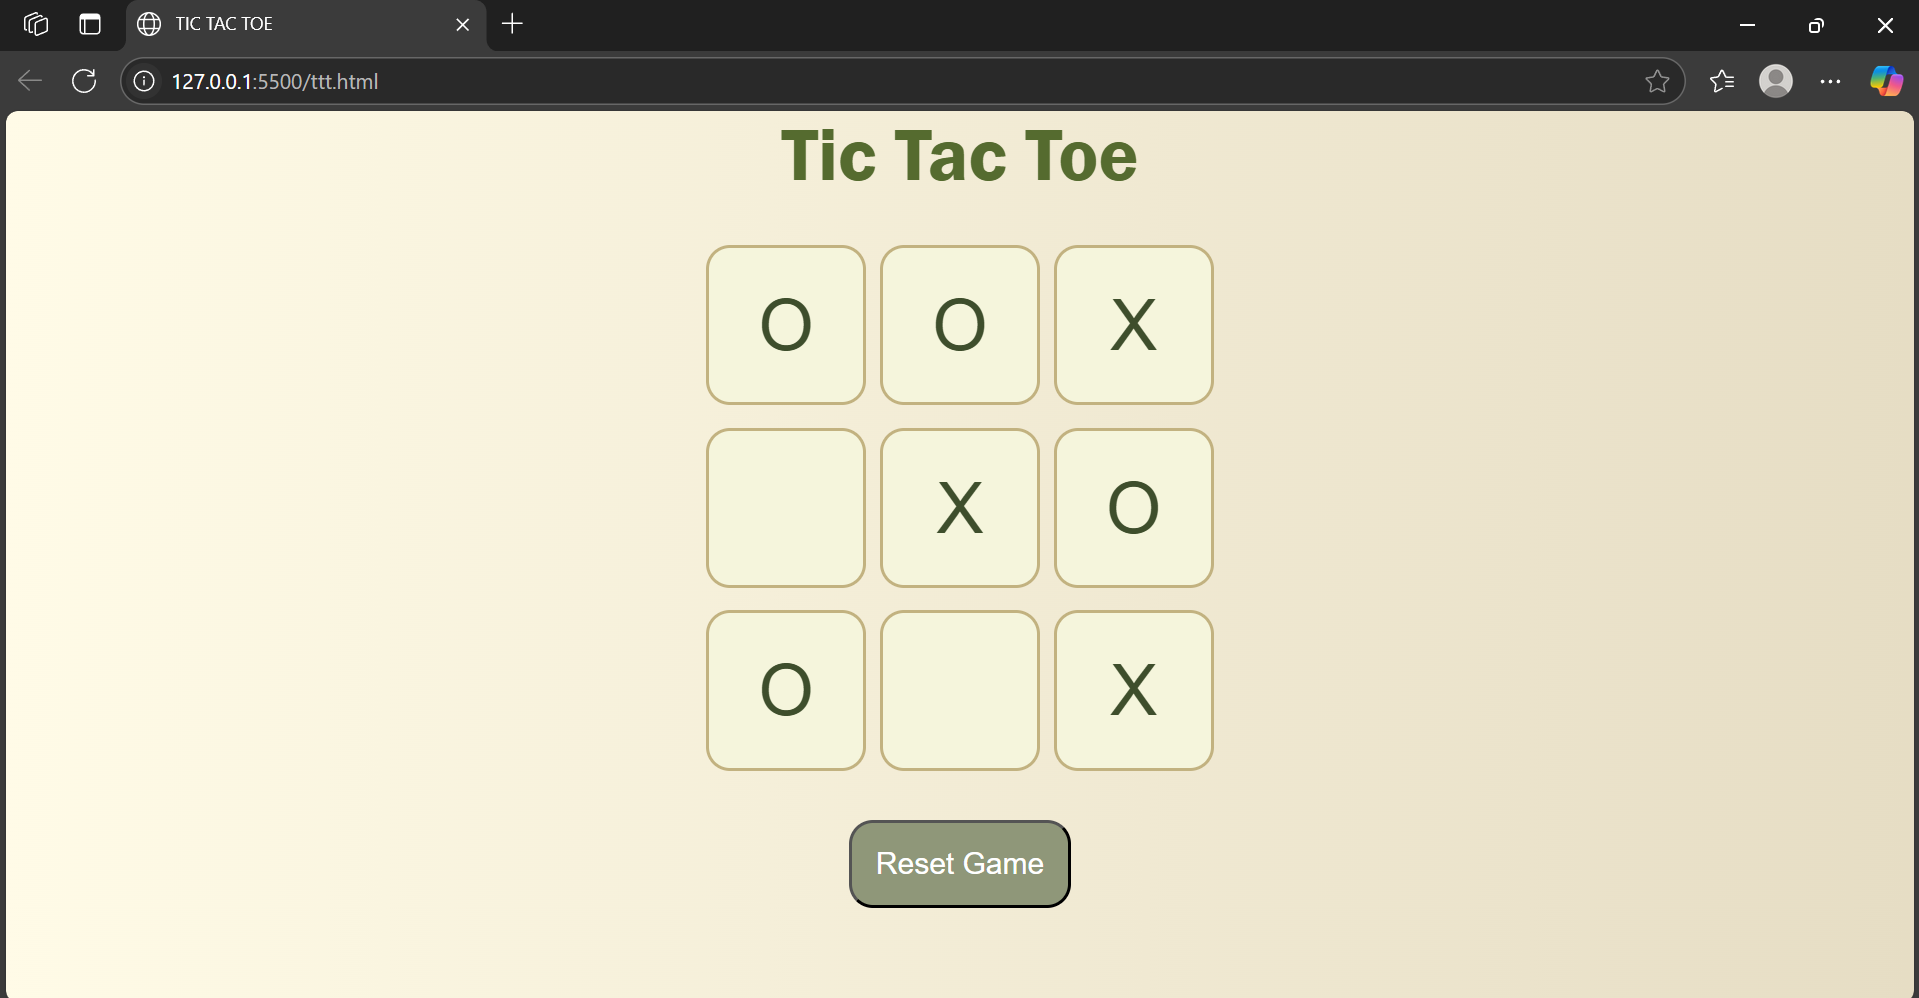 TIC TAC TOE
127.0.0.1:5500/ttt.html
Tic Tac Toe
O O X
X O
O X
Reset Game